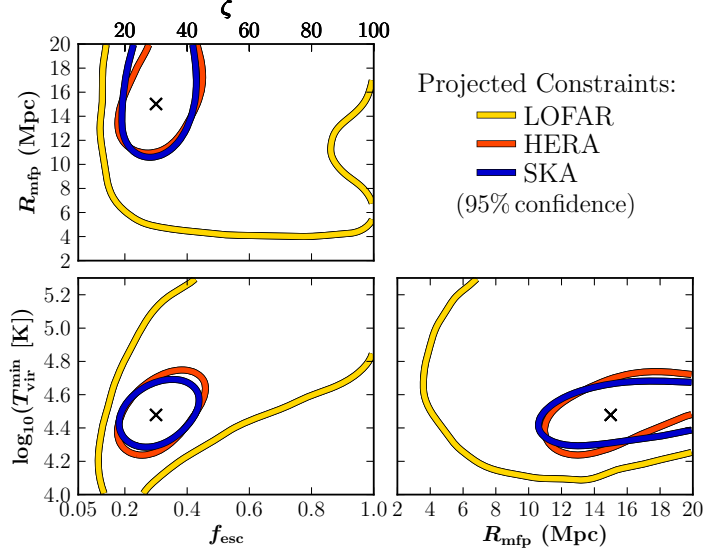 ζ
20 40 60 80 100
20
18
16
14
12
10
8
6
4
2
R_mfp (Mpc)
Projected Constraints:
LOFAR
HERA
SKA
(95% confidence)
5.2
5.0
4.8
4.6
4.4
4.2
4.0
log₁₀(T_vir^min [K])
0.05 0.2 0.4 0.6 0.8 1.0
f_esc
2 4 6 8 10 12 14 16 18 20
R_mfp (Mpc)